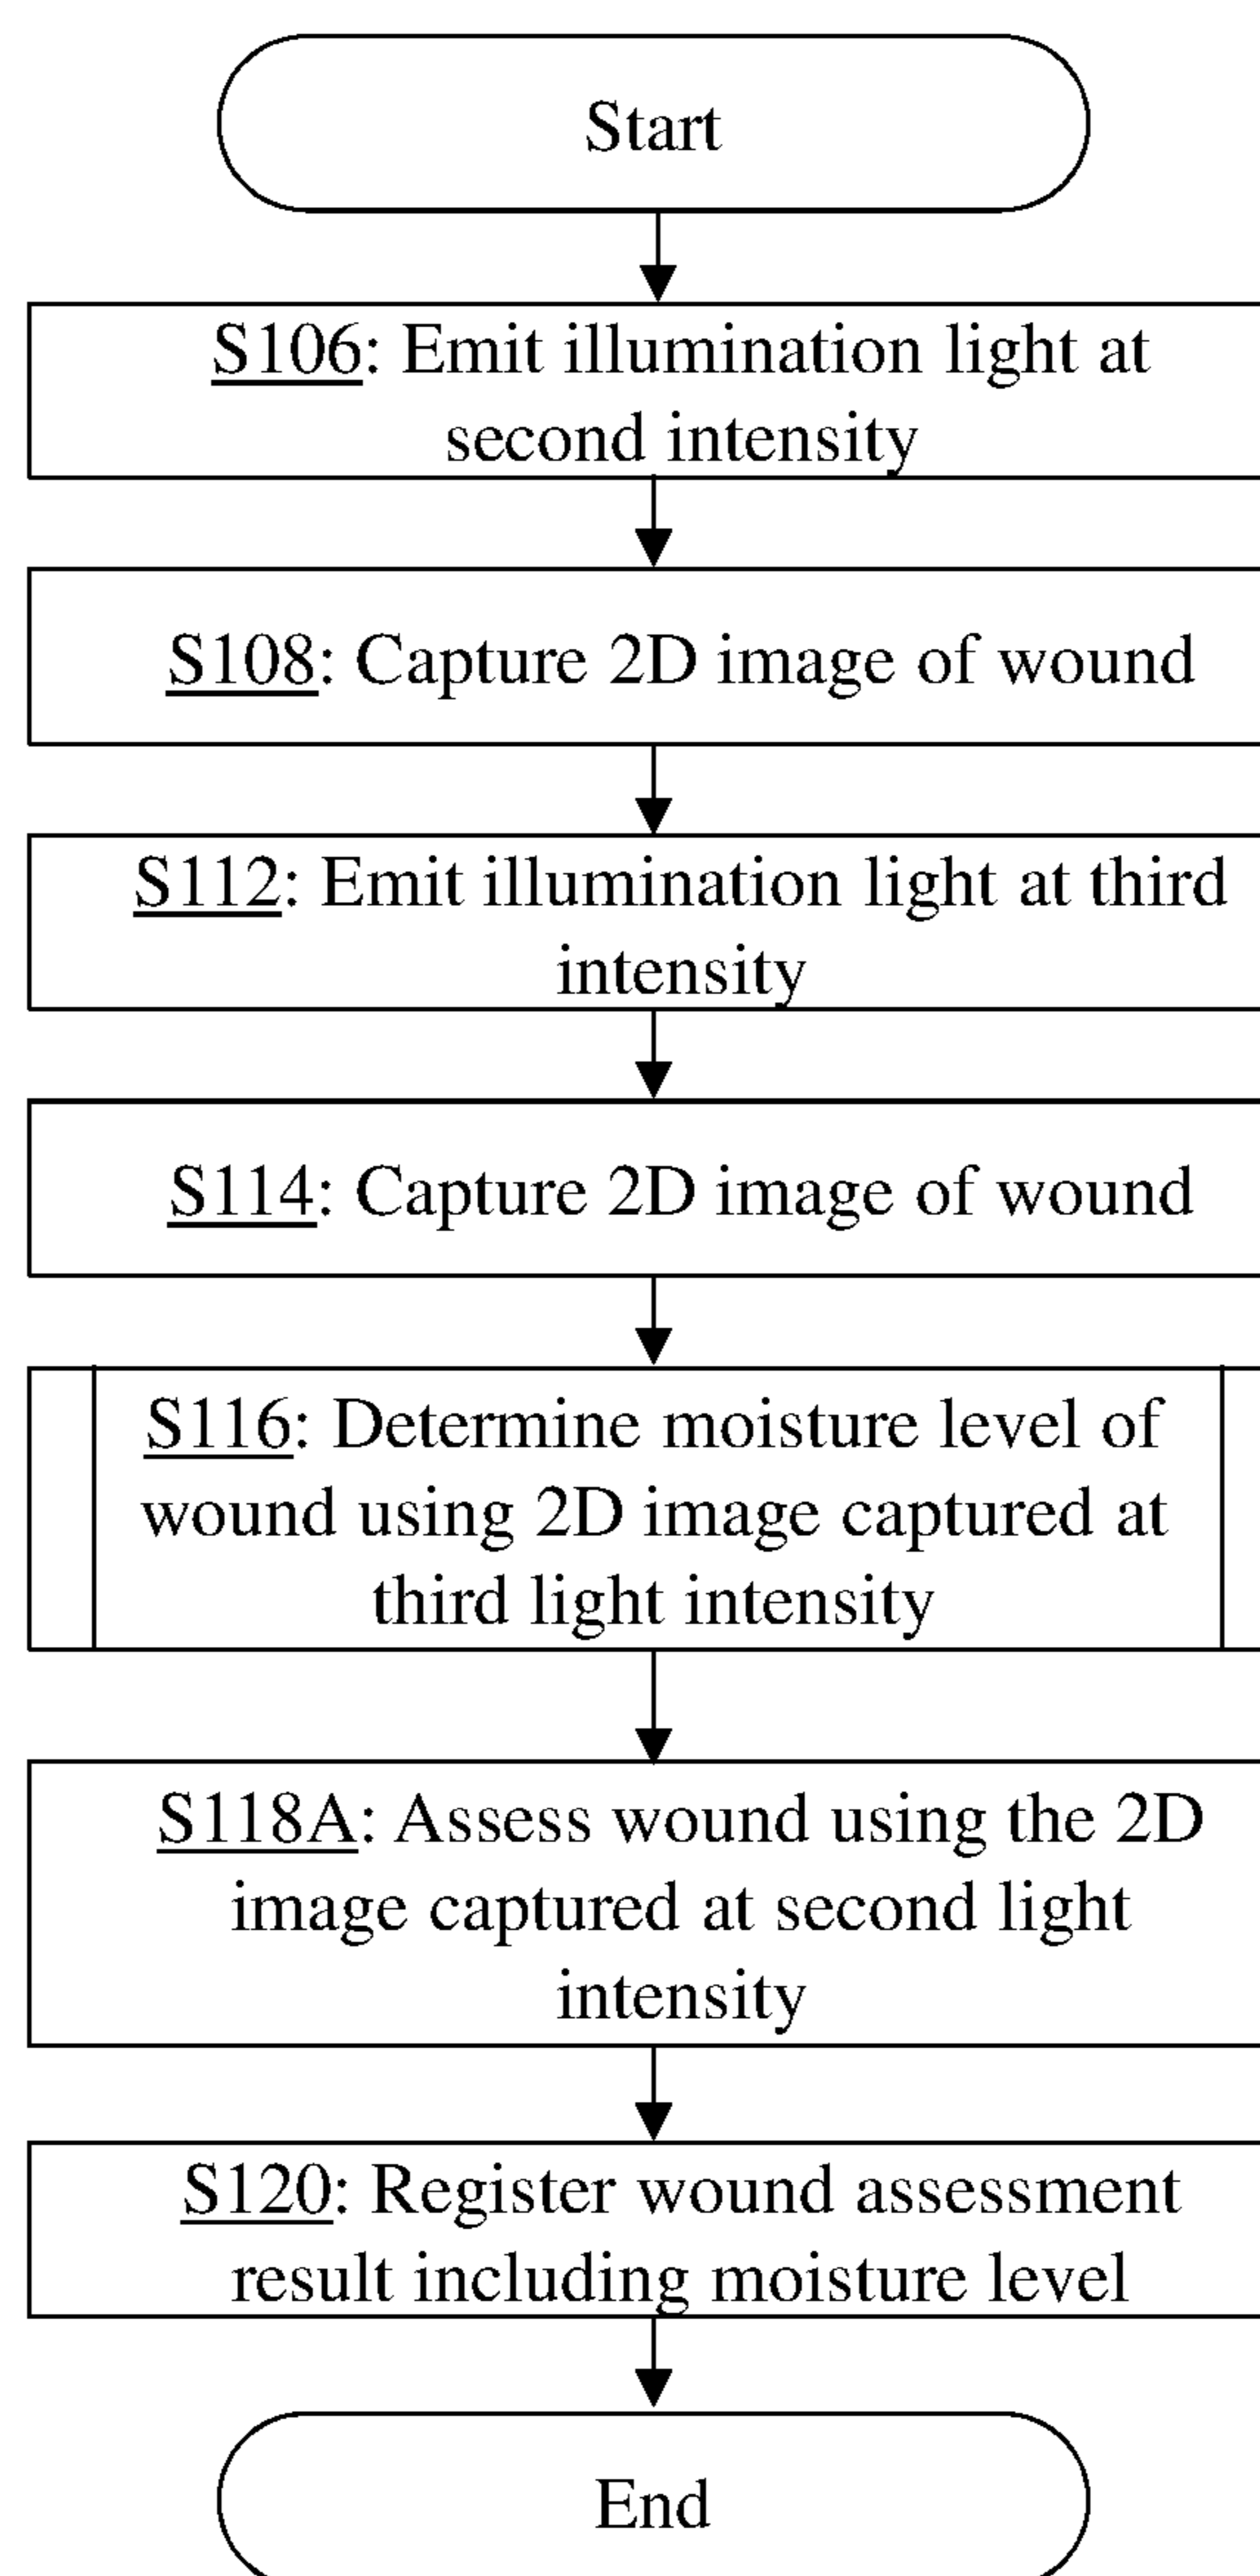 Start
S106: Emit illumination light at
second intensity
S108: Capture 2D image of wound
S112: Emit illumination light at third
intensity
S114: Capture 2D image of wound
S116: Determine moisture level of
wound using 2D image captured at
third light intensity
S118A: Assess wound using the 2D
image captured at second light
intensity
S120: Register wound assessment
result including moisture level
End